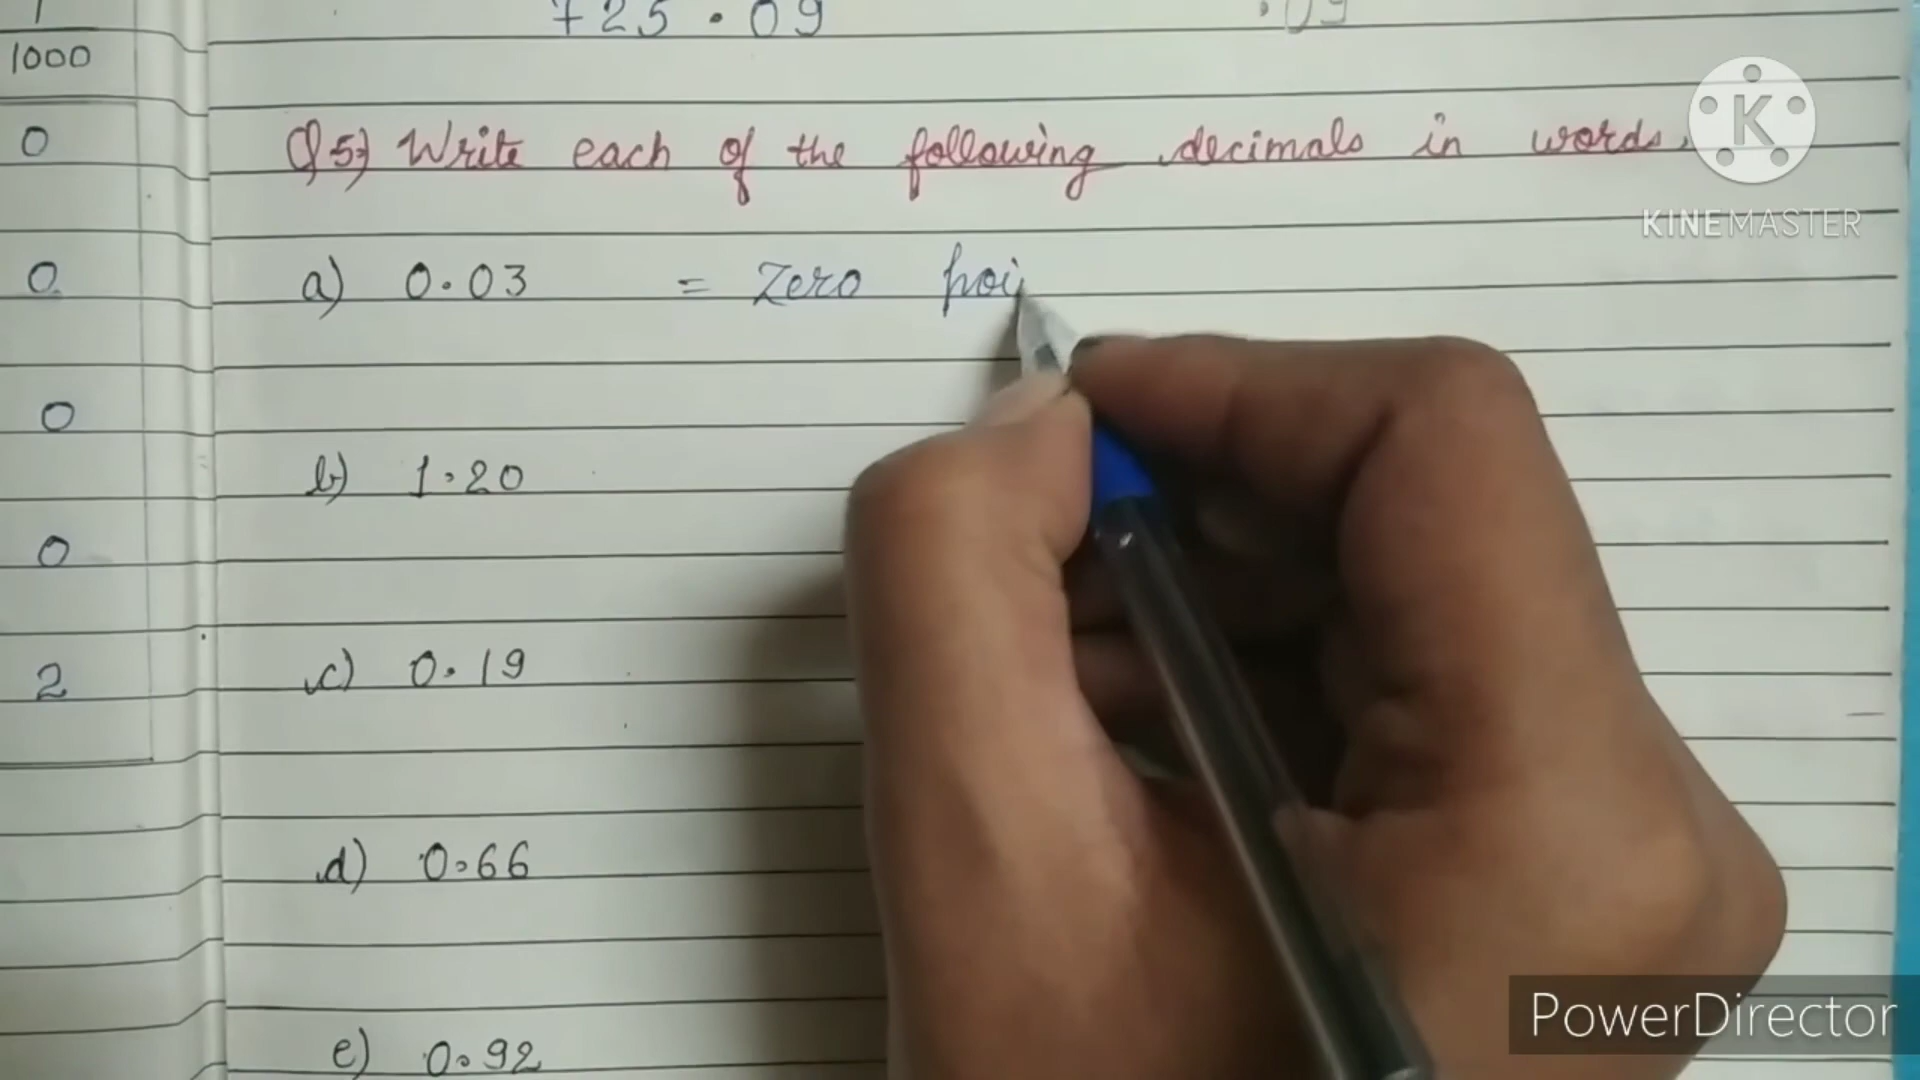 1
1000
725.09
.09
0
Q5) Write each of the following decimals in words.
0
a) 0.03 = Zero poi
0
b) 1.20
0
c) 0.19
2
d) 0.66
e) 0.92
K
KINEMASTER
PowerDirector